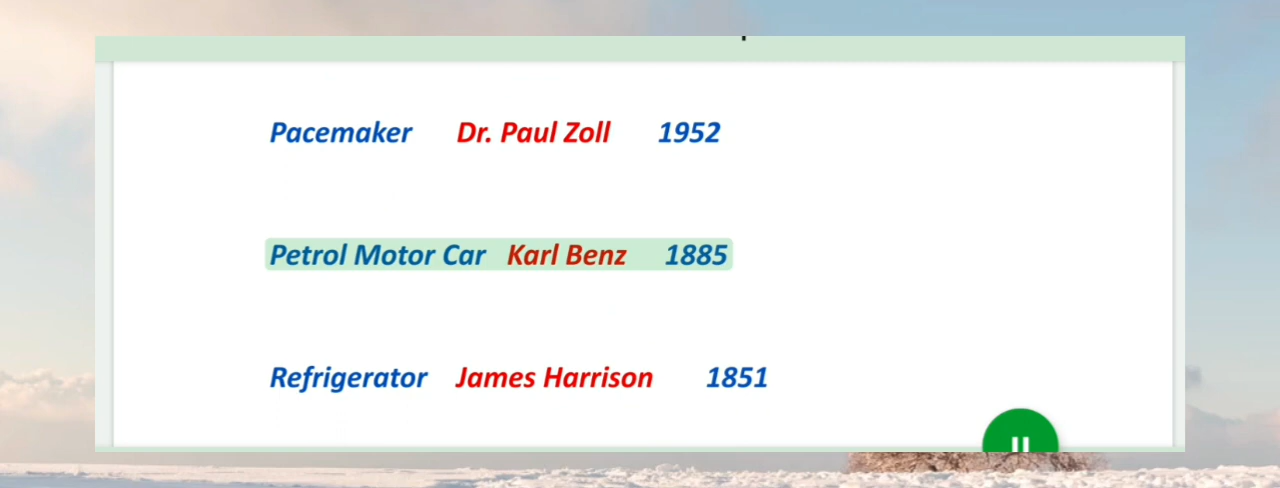 Pacemaker Dr. Paul Zoll 1952
Petrol Motor Car Karl Benz 1885
Refrigerator James Harrison 1851